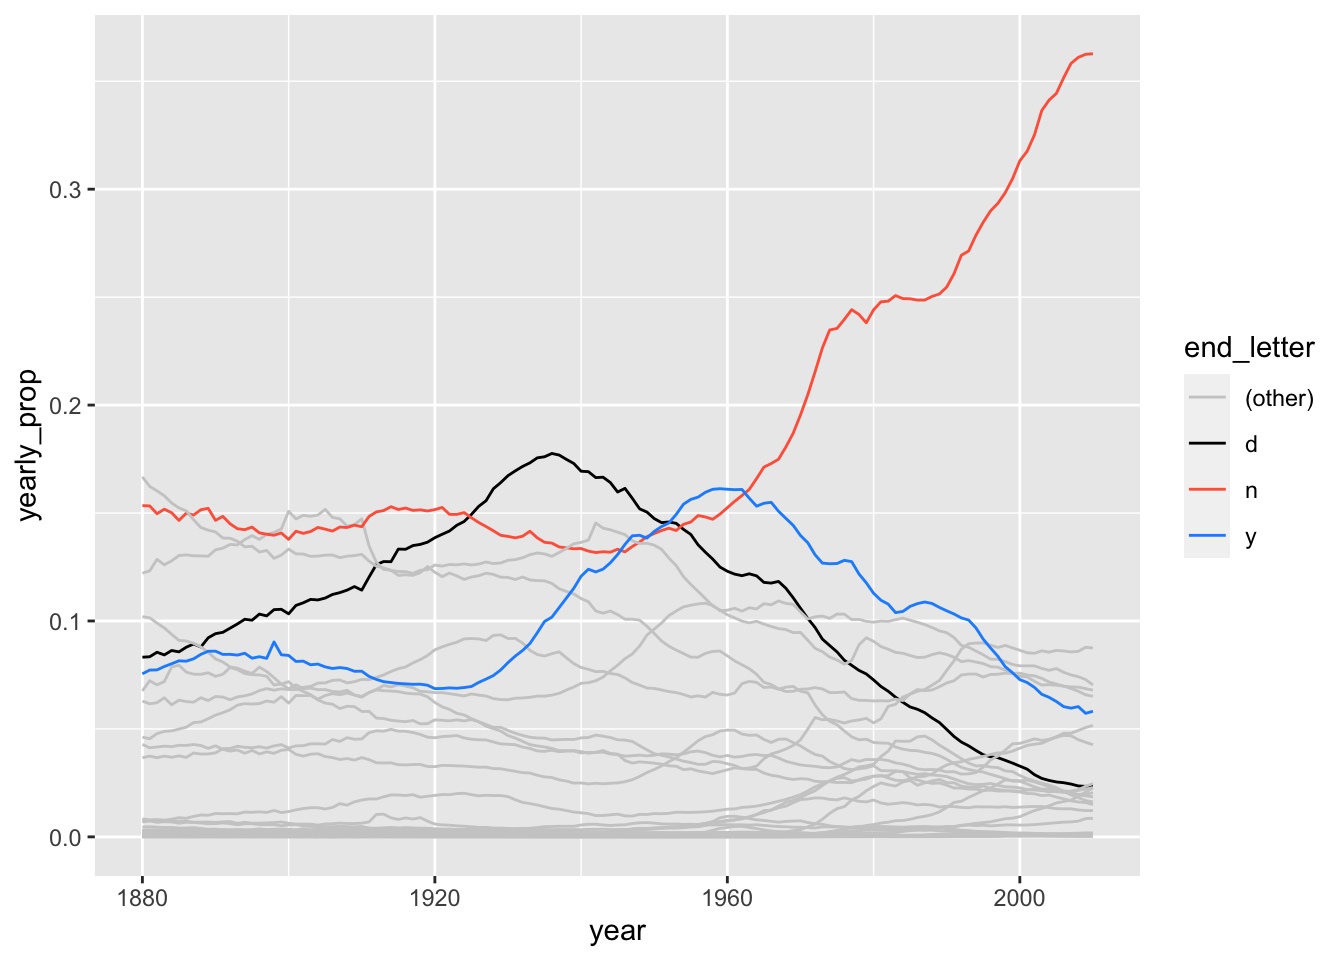 yearly_prop
0.3
0.2
0.1
0.0
1880 1920 1960 2000
year
end_letter
(other)
d
n
y